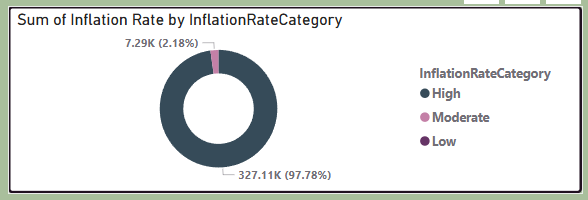 Sum of Inflation Rate by InflationRateCategory
7.29K (2.18%)
InflationRateCategory
High
Moderate
Low
327.11K (97.78%)